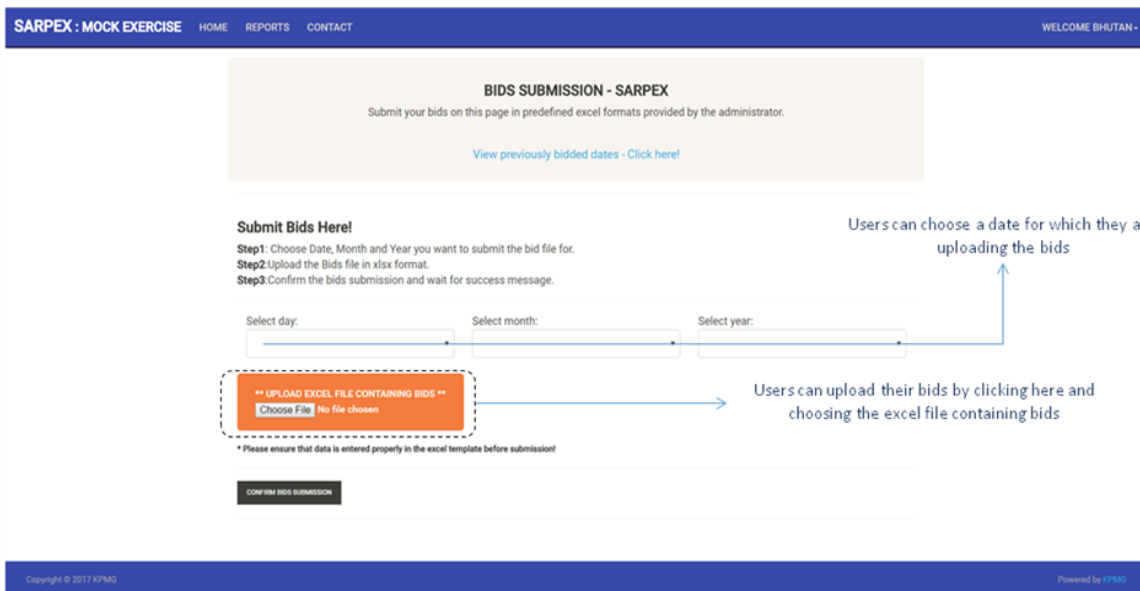 SARPEX : MOCK EXERCISE HOME REPORTS CONTACT WELCOME BHUTAN
BIDS SUBMISSION - SARPEX
Submit your bids on this page in predefined excel formats provided by the administrator.
View previously bidded dates - Click here!
Submit Bids Here!
Step1: Choose Date, Month and Year you want to submit the bid file for.
Step2:Upload the Bids file in xlsx format.
Step3:Confirm the bids submission and wait for success message.
Users can choose a date for which they a
uploading the bids
Select day: Select month: Select year:
** UPLOAD EXCEL FILE CONTAINING BIDS **
Choose File No file chosen
Users can upload their bids by clicking here and
choosing the excel file containing bids
* Please ensure that data is entered properly in the excel template before submission!
CONFIRM BIDS SUBMISSION
Copyright © 2017 KPMG Powered by KPMG